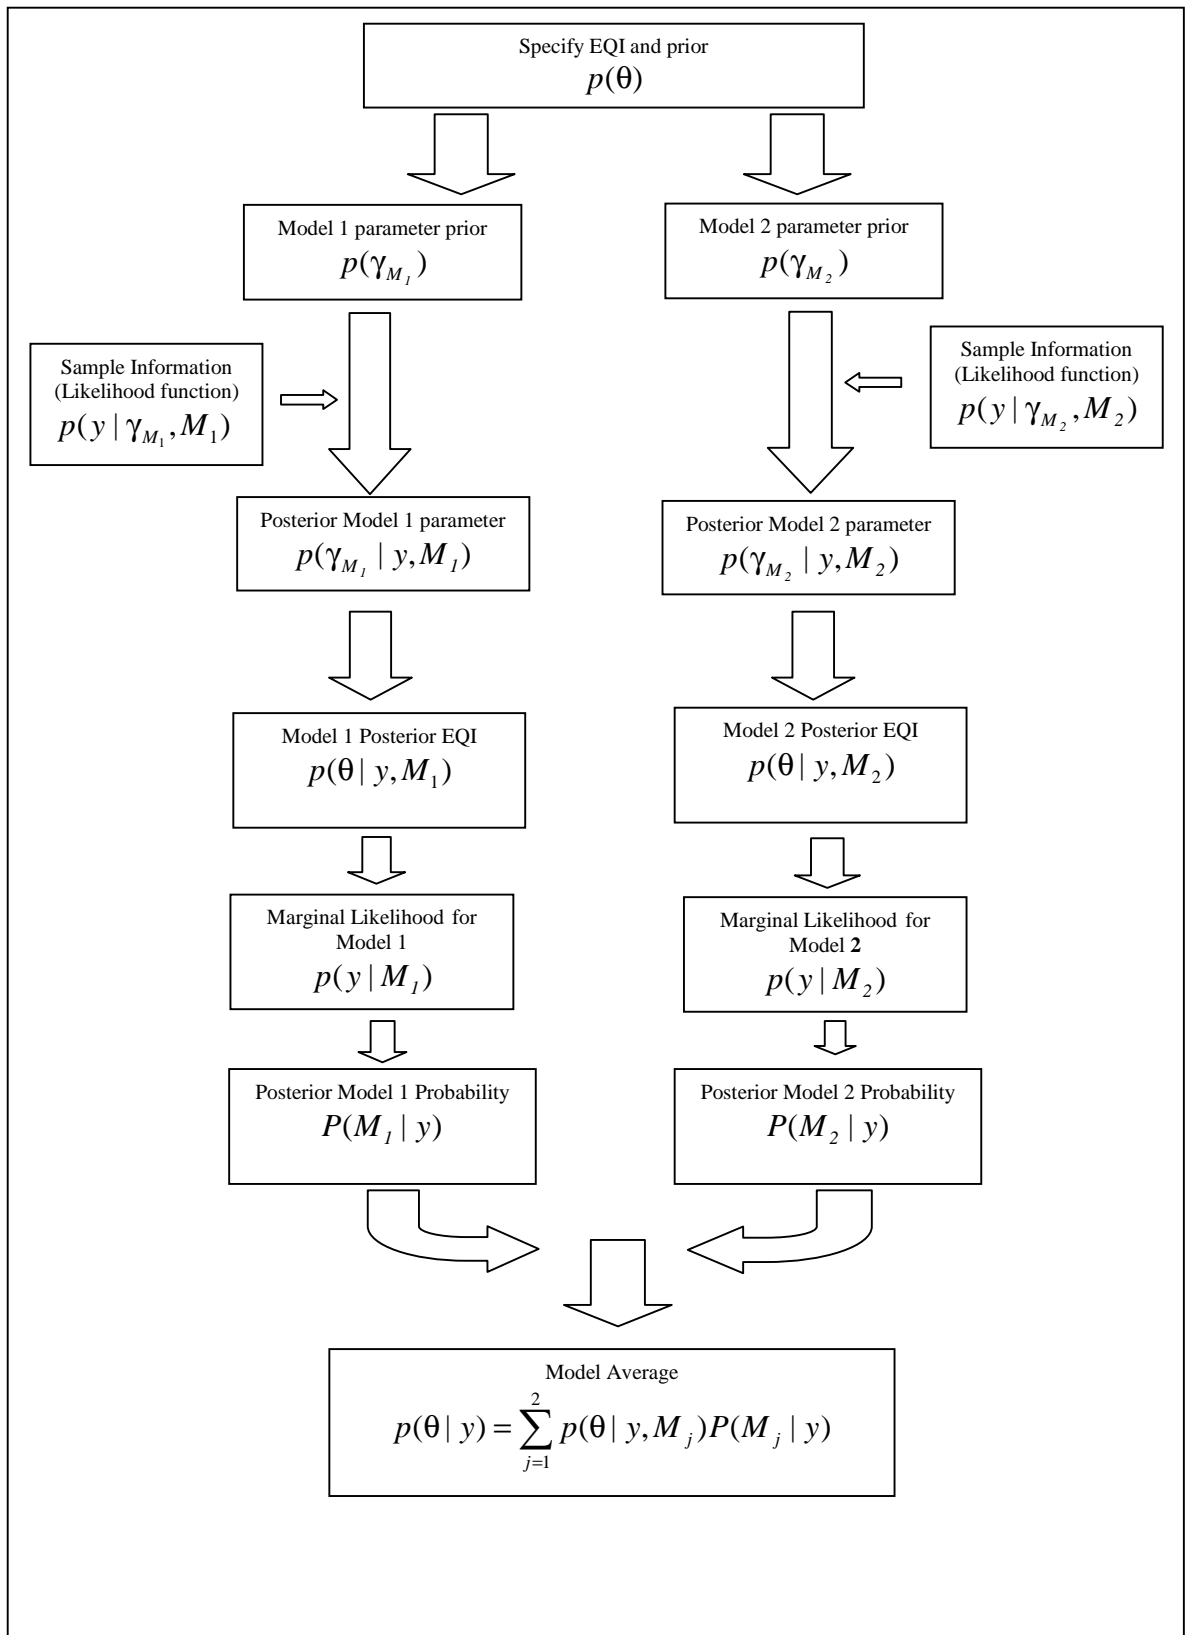 Specify EQI and prior
p(θ)
Model 1 parameter prior
p(γ_{M_1})
Model 2 parameter prior
p(γ_{M_2})
Sample Information
(Likelihood function)
p(y | γ_{M_1}, M_1)
Sample Information
(Likelihood function)
p(y | γ_{M_2}, M_2)
Posterior Model 1 parameter
p(γ_{M_1} | y, M_1)
Posterior Model 2 parameter
p(γ_{M_2} | y, M_2)
Model 1 Posterior EQI
p(θ | y, M_1)
Model 2 Posterior EQI
p(θ | y, M_2)
Marginal Likelihood for
Model 1
p(y | M_1)
Marginal Likelihood for
Model 2
p(y | M_2)
Posterior Model 1 Probability
P(M_1 | y)
Posterior Model 2 Probability
P(M_2 | y)
Model Average
p(θ | y) = \sum_{j=1}^{2} p(θ | y, M_j)P(M_j | y)